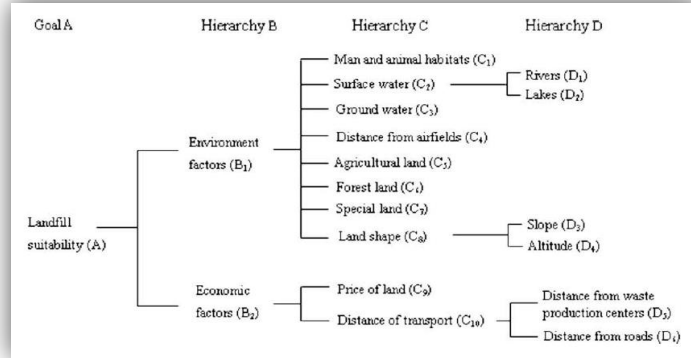 Goal A Hierarchy B Hierarchy C Hierarchy D
Man and animal habitats (C₁)
Surface water (C₂)
Rivers (D₁)
Lakes (D₂)
Ground water (C₃)
Environment
factors (B₁)
Distance from airfields (C₄)
Agricultural land (C₅)
Forest land (C₆)
Special land (C₇)
Landfill
suitability (A)
Land shape (C₈)
Slope (D₃)
Altitude (D₄)
Economic
factors (B₂)
Price of land (C₉)
Distance of transport (C₁₀)
Distance from waste
production centers (D₅)
Distance from roads (D₆)